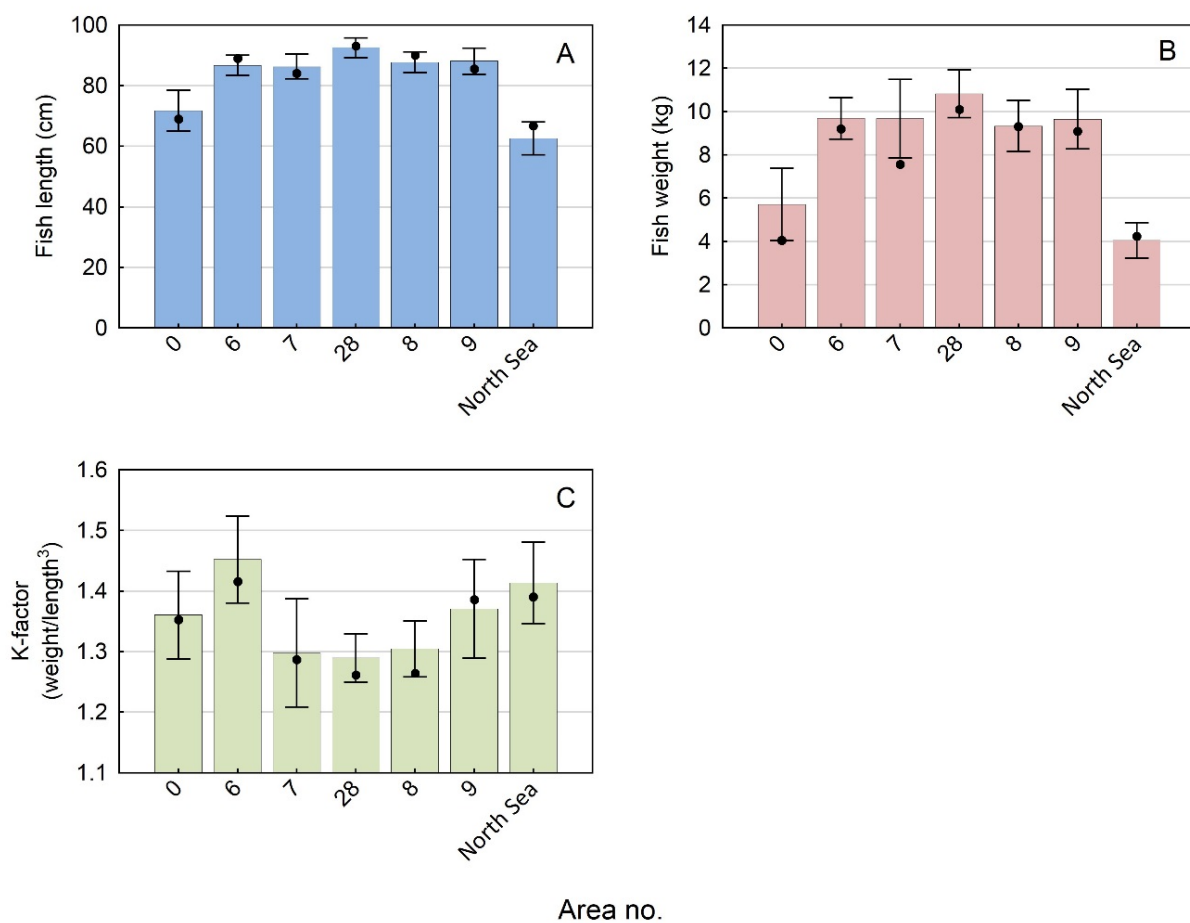 A
Fish length (cm)
100
80
60
40
20
0
0 6 7 28 8 9 North Sea
B
Fish weight (kg)
14
12
10
8
6
4
2
0
0 6 7 28 8 9 North Sea
C
K-factor
(weight/length³)
1.6
1.5
1.4
1.3
1.2
1.1
0 6 7 28 8 9 North Sea
Area no.